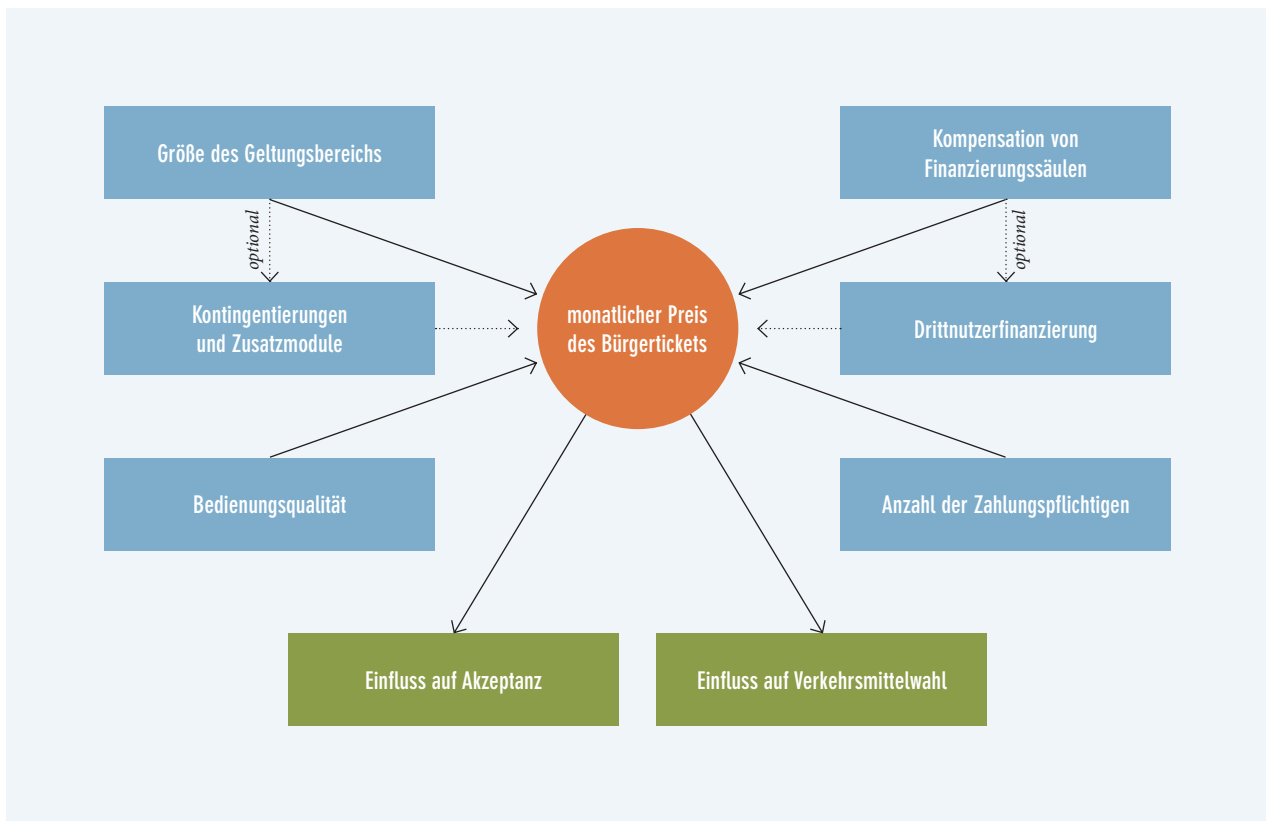 Größe des Geltungsbereichs
Kompensation von
Finanzierungssäulen
optional
optional
Kontingentierungen
und Zusatzmodule
monatlicher Preis
des Bürgertickets
Drittnutzerfinanzierung
Bedienungsqualität
Anzahl der Zahlungspflichtigen
Einfluss auf Akzeptanz
Einfluss auf Verkehrsmittelwahl